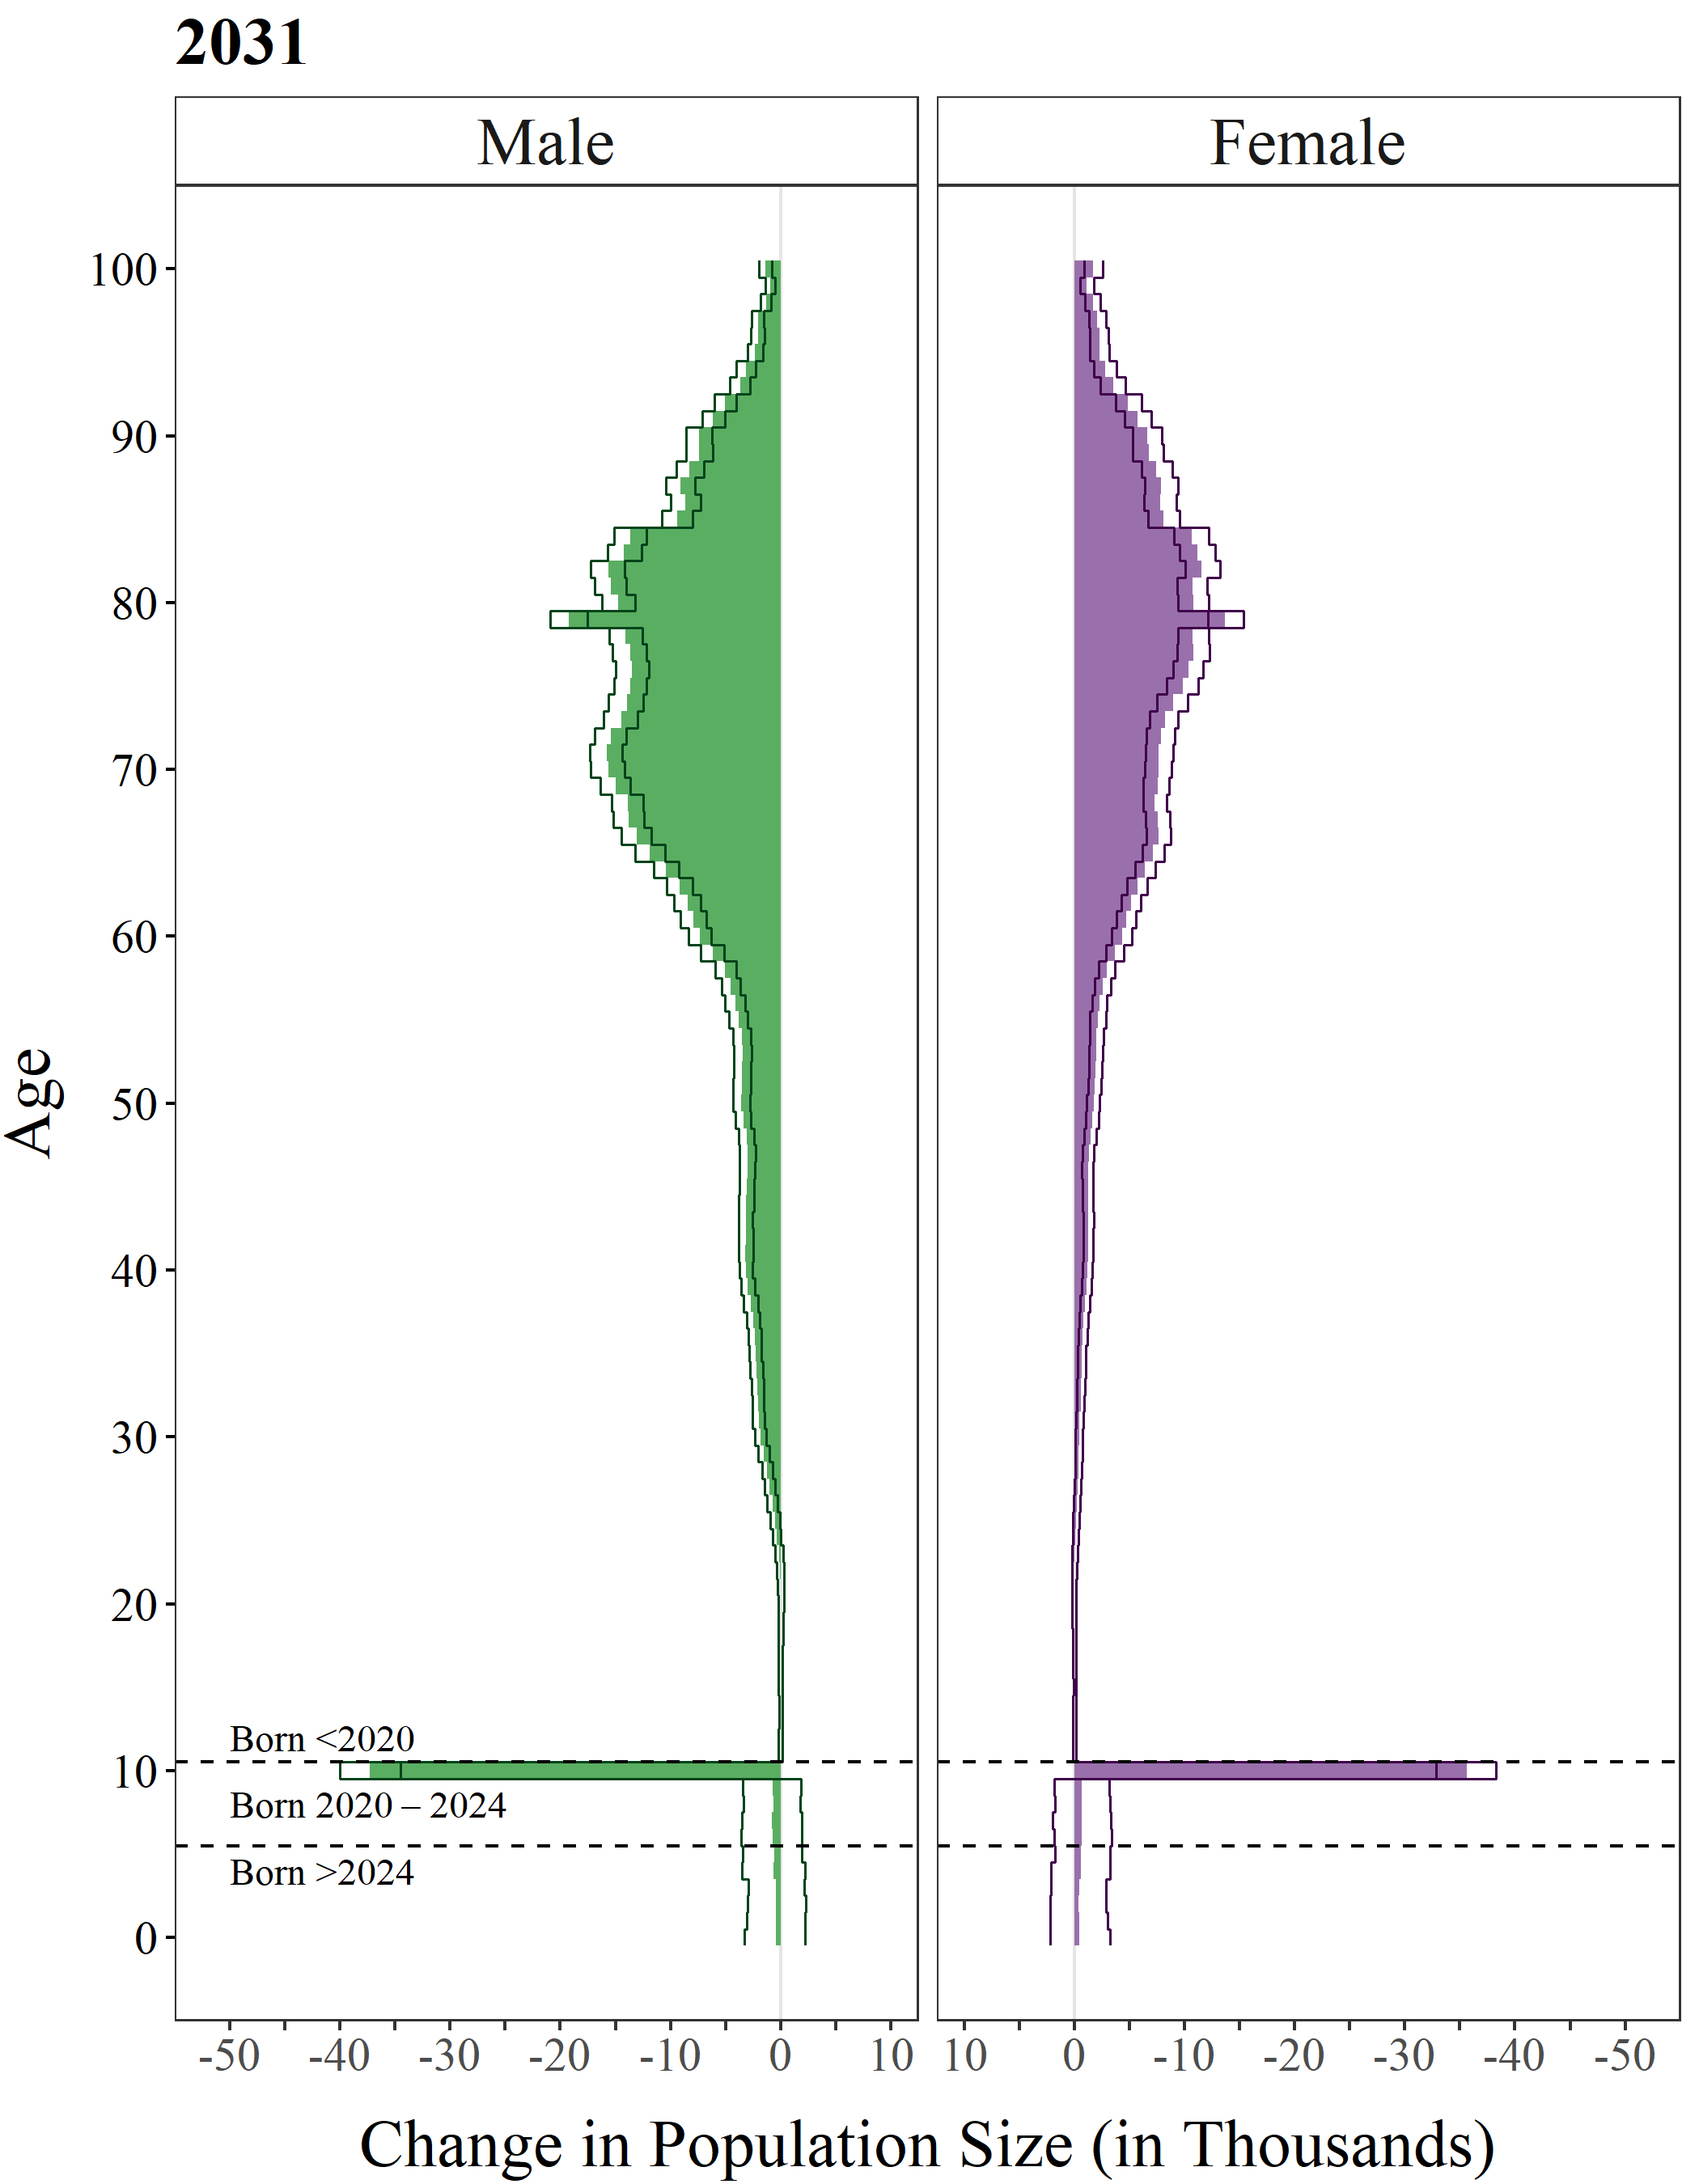 2031
Male
Female
100
90
80
70
60
50
40
30
20
10
0
Age
Born <2020
Born 2020 – 2024
Born >2024
-50 -40 -30 -20 -10 0 10
10 0 -10 -20 -30 -40 -50
Change in Population Size (in Thousands)